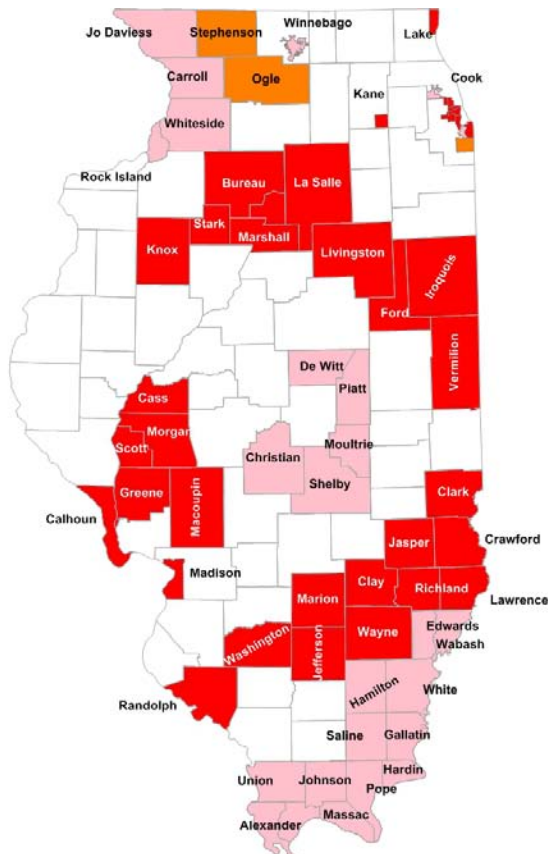 Winnebago
Jo Daviess
Stephenson
Lake
Carroll
Ogle
Cook
Kane
Whiteside
Rock Island
Bureau
La Salle
Stark
Marshall
Knox
Livingston
Iroquois
Ford
De Witt
Piatt
Vermilion
Cass
Morgan
Scott
Moultrie
Christian
Shelby
Greene
Macoupin
Clark
Calhoun
Jasper
Crawford
Madison
Clay
Richland
Marion
Lawrence
Washington
Jefferson
Wayne
Edwards
Wabash
Hamilton
White
Randolph
Saline
Gallatin
Hardin
Union
Johnson
Pope
Alexander
Massac